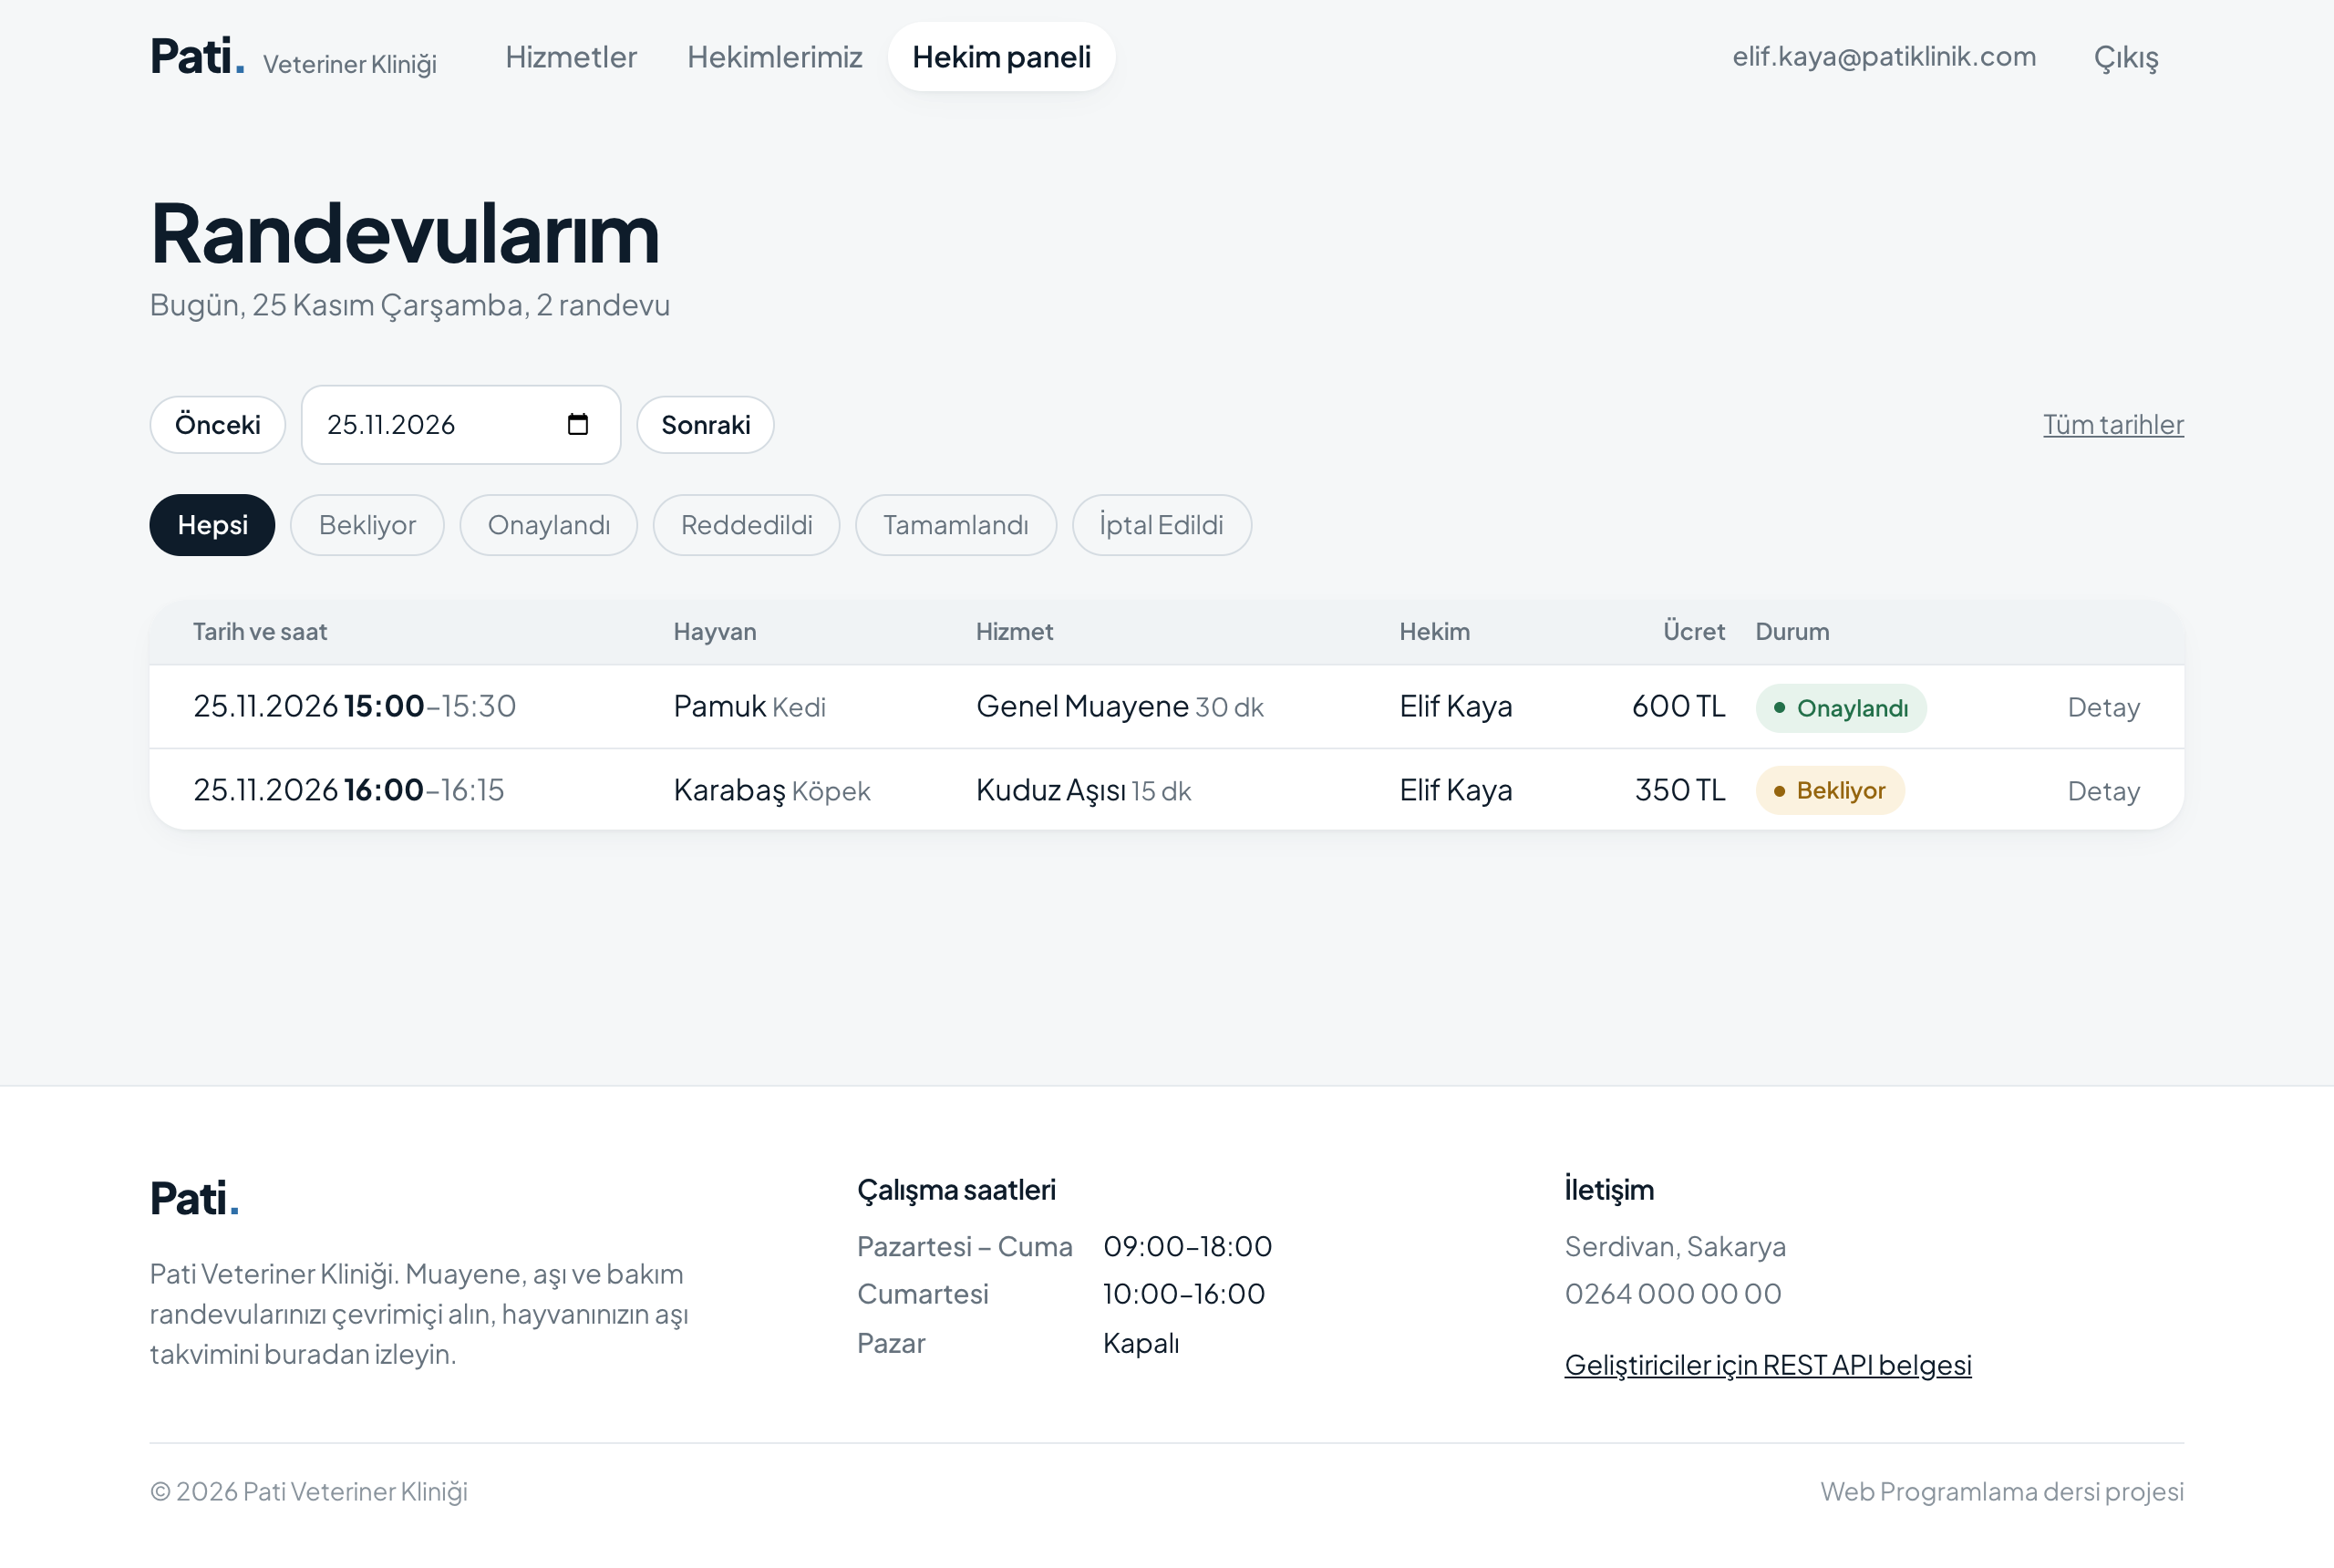 Pati. Veteriner Kliniği Hizmetler Hekimlerimiz Hekim paneli elif.kaya@patiklinik.com Çıkış
Randevularım
Bugün, 25 Kasım Çarşamba, 2 randevu
Önceki 25.11.2026 Sonraki Tüm tarihler
Hepsi Bekliyor Onaylandı Reddedildi Tamamlandı İptal Edildi
Tarih ve saat Hayvan Hizmet Hekim Ücret Durum
25.11.2026 15:00–15:30 Pamuk Kedi Genel Muayene 30 dk Elif Kaya 600 TL Onaylandı Detay
25.11.2026 16:00–16:15 Karabaş Köpek Kuduz Aşısı 15 dk Elif Kaya 350 TL Bekliyor Detay
Pati.
Pati Veteriner Kliniği. Muayene, aşı ve bakım
randevularınızı çevrimiçi alın, hayvanınızın aşı
takvimini buradan izleyin.
Çalışma saatleri
Pazartesi – Cuma 09:00–18:00
Cumartesi 10:00–16:00
Pazar Kapalı
İletişim
Serdivan, Sakarya
0264 000 00 00
Geliştiriciler için REST API belgesi
© 2026 Pati Veteriner Kliniği Web Programlama dersi projesi